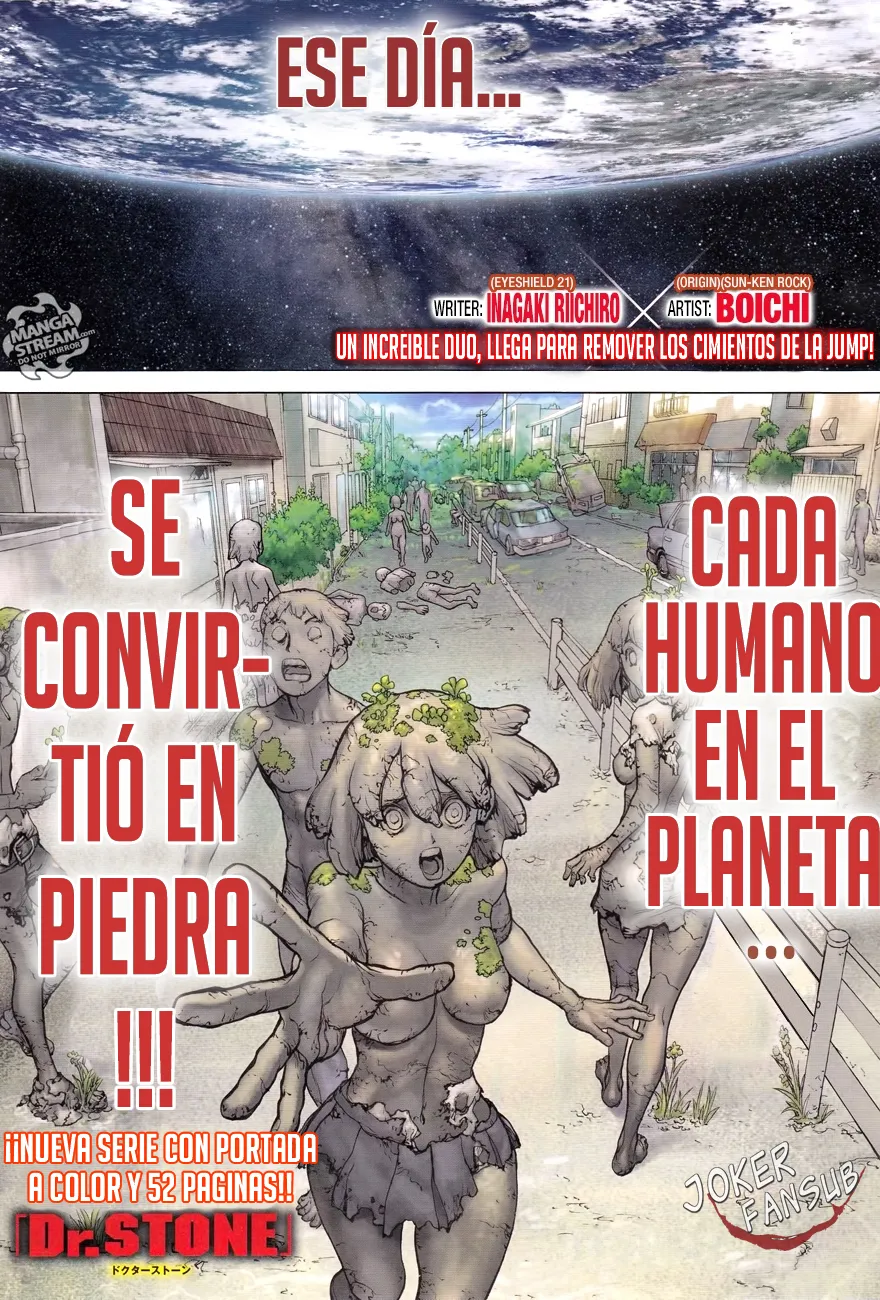 ESE DÍA...
(EYESHIELD 21)
(ORIGIN)(SUN-KEN ROCK)
WRITER: INAGAKI RIICHIRO X ARTIST: BOICHI
UN INCREIBLE DUO, LLEGA PARA REMOVER LOS CIMIENTOS DE LA JUMP!
MANGA
STREAM.com
DO NOT MIRROR
CADA
HUMANO
EN EL
PLANETA
...
SE
CONVIR-
TIÓ EN
PIEDRA
!!!
¡¡NUEVA SERIE CON PORTADA
A COLOR Y 52 PAGINAS!!
「Dr.STONE」
ドクターストーン
JOKER
FANSUB